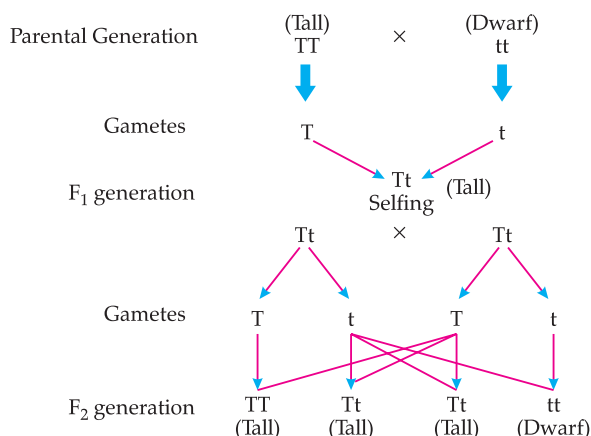 (Tall) (Dwarf)
Parental Generation TT × tt
Gametes T t
Tt
F₁ generation Selfing (Tall)
Tt × Tt
Gametes T t T t
F₂ generation TT Tt Tt tt
(Tall) (Tall) (Tall) (Dwarf)